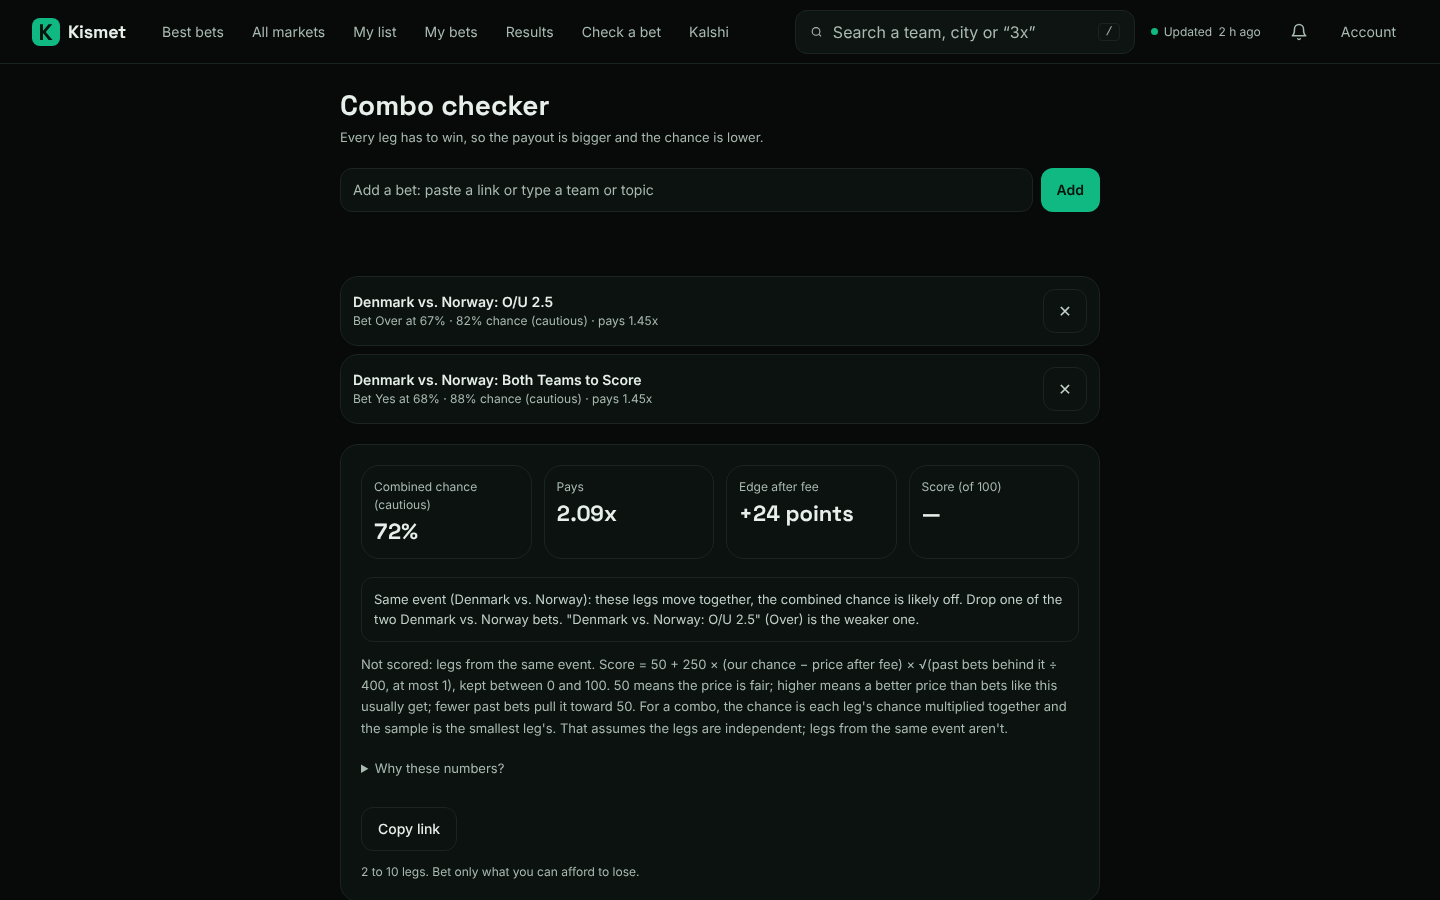 K Kismet Best bets All markets My list My bets Results Check a bet Kalshi Search a team, city or “3x” / Updated 2 h ago Account
Combo checker
Every leg has to win, so the payout is bigger and the chance is lower.
Add a bet: paste a link or type a team or topic Add
Denmark vs. Norway: O/U 2.5
Bet Over at 67% · 82% chance (cautious) · pays 1.45x
✕
Denmark vs. Norway: Both Teams to Score
Bet Yes at 68% · 88% chance (cautious) · pays 1.45x
✕
Combined chance (cautious)
72%
Pays
2.09x
Edge after fee
+24 points
Score (of 100)
—
Same event (Denmark vs. Norway): these legs move together, the combined chance is likely off. Drop one of the
two Denmark vs. Norway bets. "Denmark vs. Norway: O/U 2.5" (Over) is the weaker one.
Not scored: legs from the same event. Score = 50 + 250 × (our chance − price after fee) × √(past bets behind it ÷
400, at most 1), kept between 0 and 100. 50 means the price is fair; higher means a better price than bets like this
usually get; fewer past bets pull it toward 50. For a combo, the chance is each leg's chance multiplied together and
the sample is the smallest leg's. That assumes the legs are independent; legs from the same event aren't.
▶ Why these numbers?
Copy link
2 to 10 legs. Bet only what you can afford to lose.